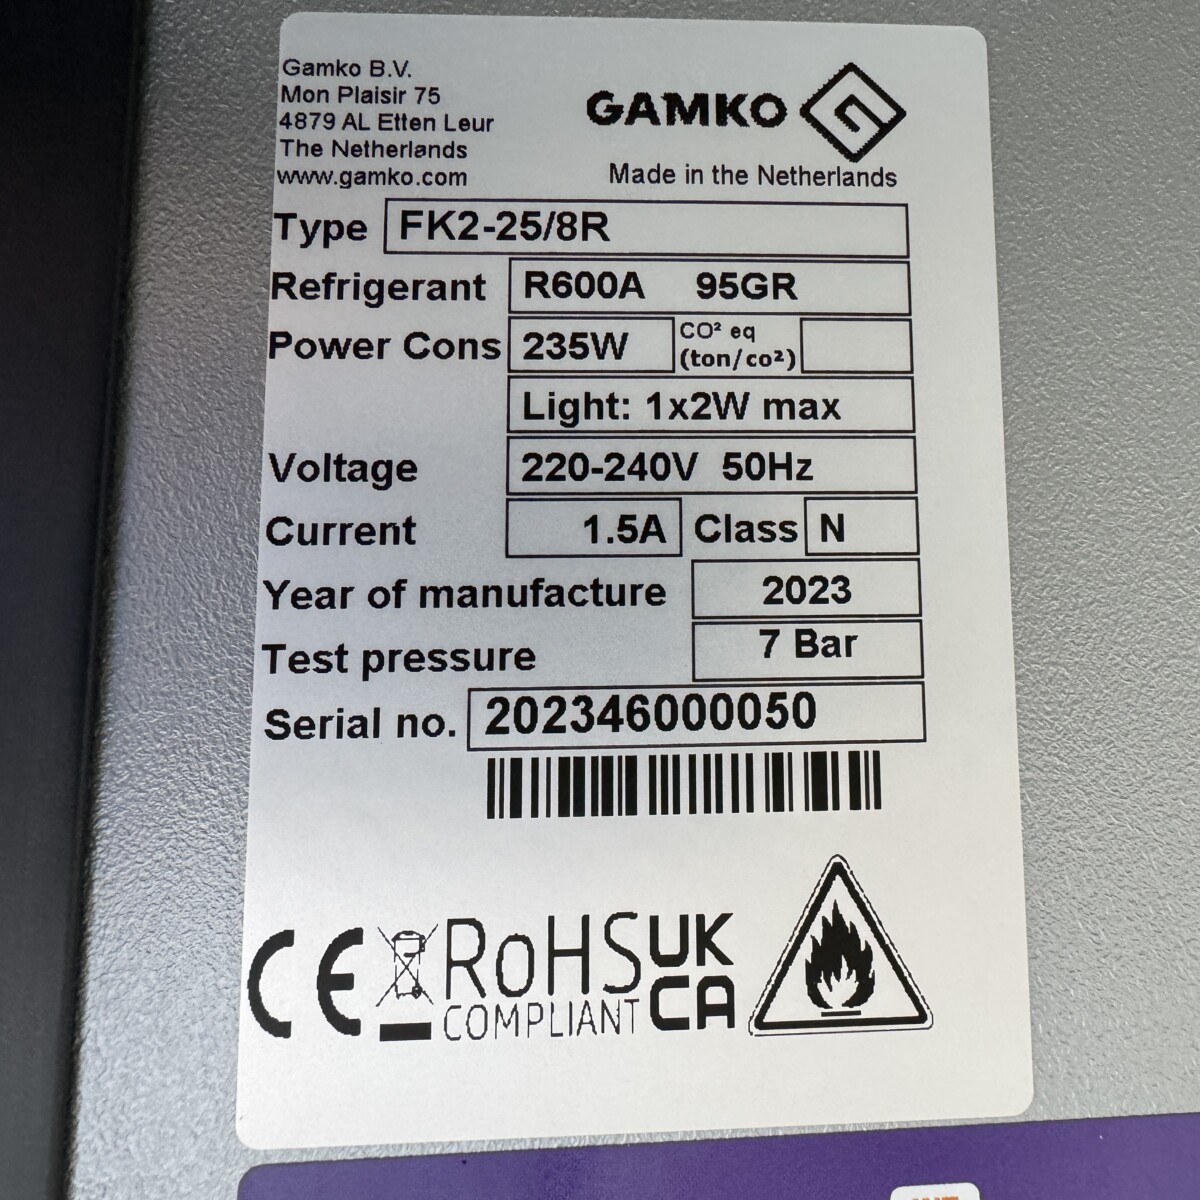 Gamko B.V.
Mon Plaisir 75
4879 AL Etten Leur
The Netherlands
www.gamko.com
GAMKO
Made in the Netherlands
Type FK2-25/8R
Refrigerant R600A 95GR
Power Cons 235W CO² eq
(ton/co²)
Light: 1x2W max
Voltage 220-240V 50Hz
Current 1.5A Class N
Year of manufacture 2023
Test pressure 7 Bar
Serial no. 202346000050
CE RoHS UK
COMPLIANT CA